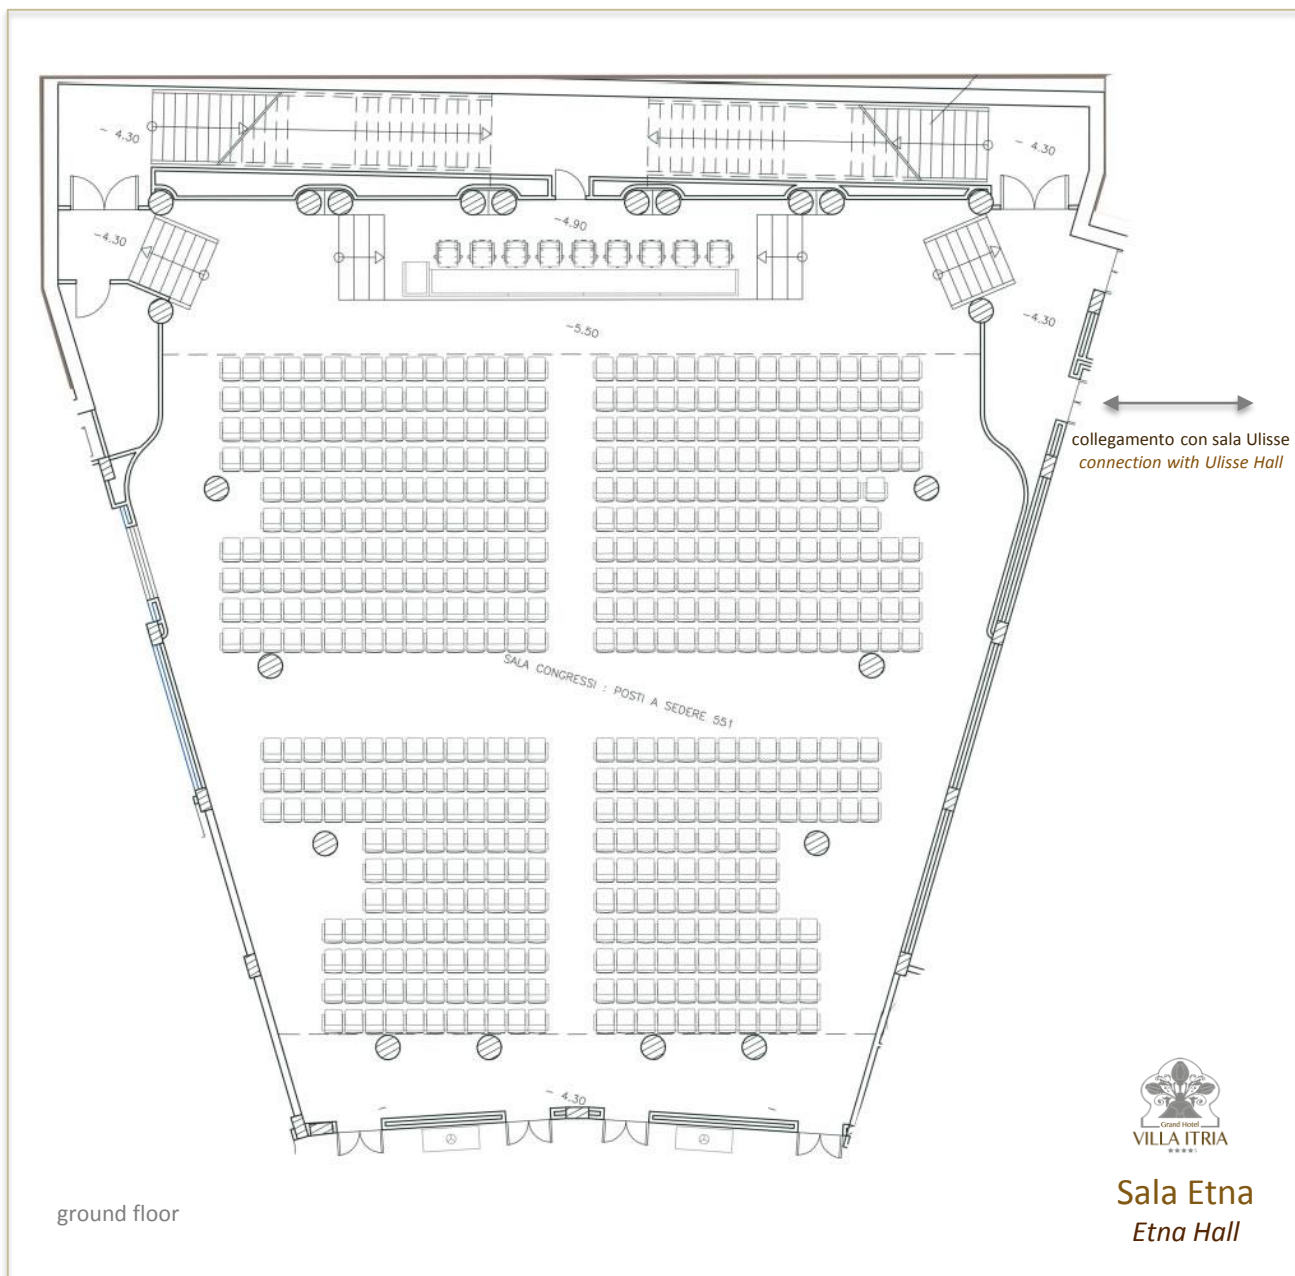 - 4.30
- 4.30
-4.30
-4.90
-4.30
-5.50
collegamento con sala Ulisse
connection with Ulisse Hall
SALA CONGRESSI : POSTI A SEDERE 551
- 4.30
Grand Hotel
VILLA ITRIA
★★★★S
Sala Etna
Etna Hall
ground floor